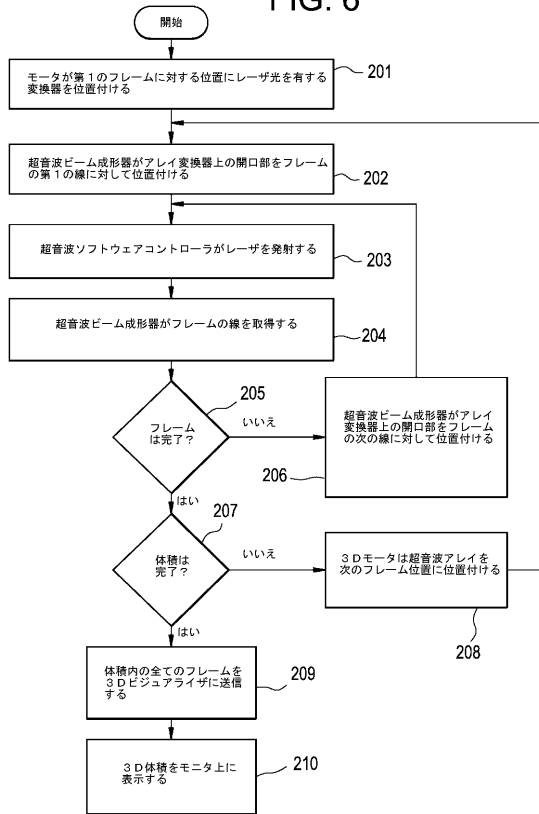 FIG. 6
開始
モータが第1のフレームに対する位置にレーザ光を有する
変換器を位置付ける
201
超音波ビーム成形器がアレイ変換器上の開口部をフレーム
の第1の線に対して位置付ける
202
超音波ソフトウェアコントローラがレーザを発射する
203
超音波ビーム成形器がフレームの線を取得する
204
フレーム
は完了?
205
いいえ
超音波ビーム成形器がアレイ
変換器上の開口部をフレーム
の次の線に対して位置付ける
206
はい
体積は
完了?
207
いいえ
3Dモータは超音波アレイを
次のフレーム位置に位置付ける
208
はい
体積内の全てのフレームを
3Dビジュアライザに送信
する
209
3D体積をモニタ上に
表示する
210